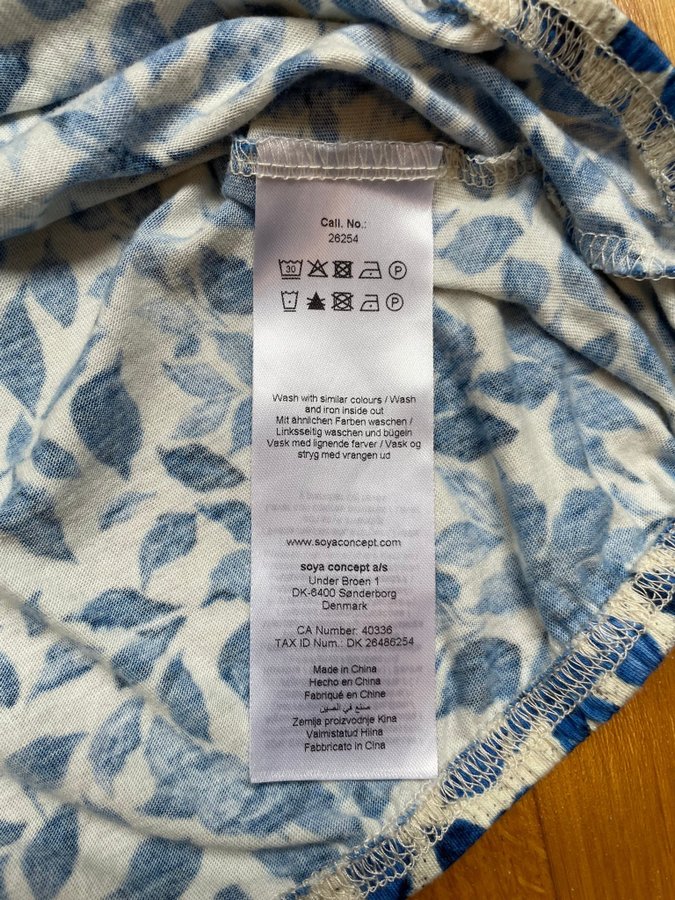 Call. No.:
26254
30 P
P
Wash with similar colours / Wash
and iron inside out
Mit ähnlichen Farben waschen /
Linksseitig waschen und bügeln
Vask med lignende farver / Vask og
stryg med vrangen ud
www.soyaconcept.com
soya concept a/s
Under Broen 1
DK-6400 Sønderborg
Denmark
CA Number: 40336
TAX ID Num.: DK 26486254
Made in China
Hecho en China
Fabriqué en Chine
صنع في الصين
Zemlja proizvodnje Kina
Valmistatud Hiina
Fabbricato in Cina